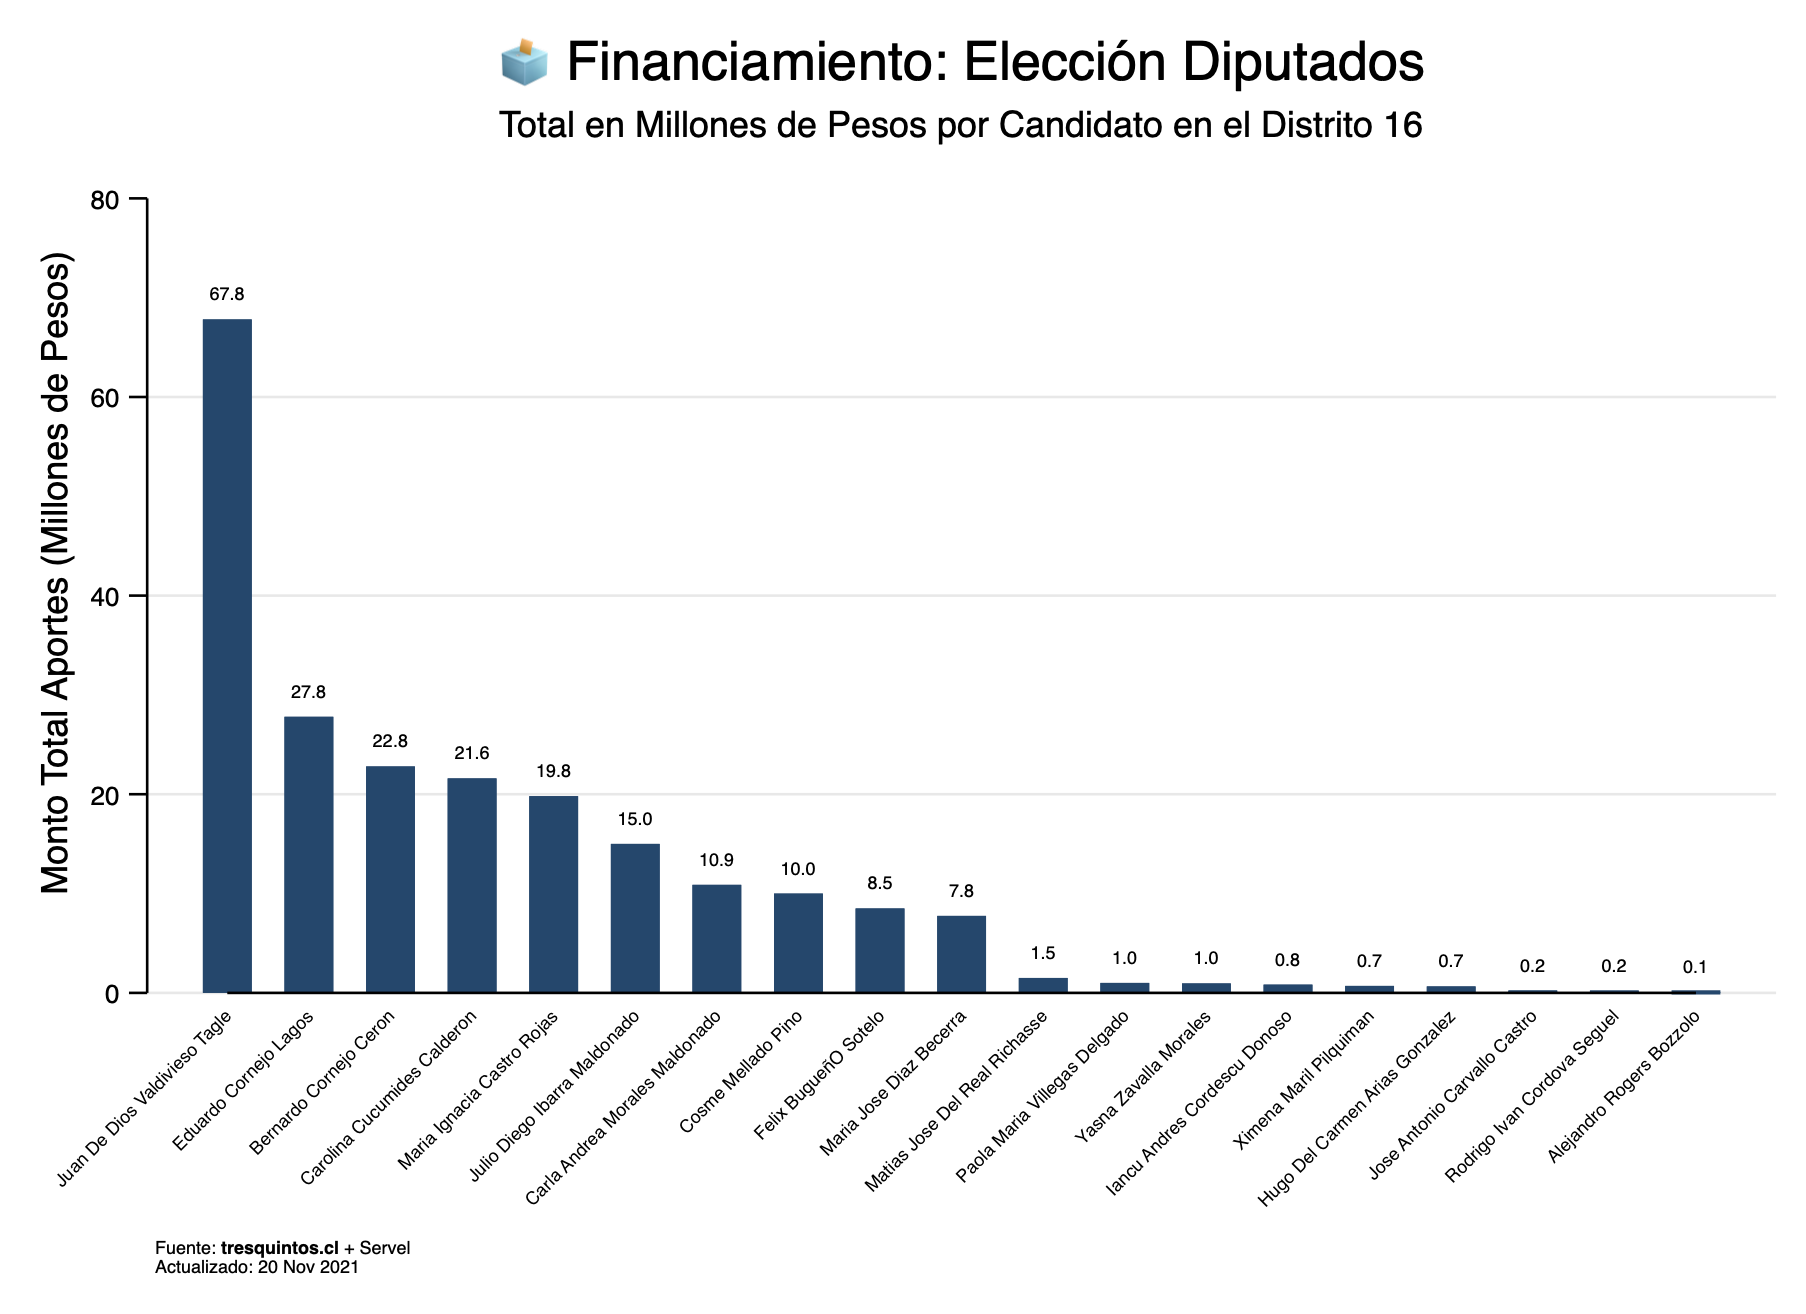 Financiamiento: Elección Diputados
Total en Millones de Pesos por Candidato en el Distrito 16
Monto Total Aportes (Millones de Pesos)
80
60
40
20
0
67.8
27.8
22.8
21.6
19.8
15.0
10.9
10.0
8.5
7.8
1.5
1.0
1.0
0.8
0.7
0.7
0.2
0.2
0.1
Juan De Dios Valdivieso Tagle
Eduardo Cornejo Lagos
Bernardo Cornejo Ceron
Carolina Cucumides Calderon
Maria Ignacia Castro Rojas
Julio Diego Ibarra Maldonado
Carla Andrea Morales Maldonado
Cosme Mellado Pino
Felix BugueñO Sotelo
Maria Jose Diaz Becerra
Matias Jose Del Real Richasse
Paola Maria Villegas Delgado
Yasna Zavalla Morales
Iancu Andres Cordescu Donoso
Ximena Maril Pilquiman
Hugo Del Carmen Arias Gonzalez
Jose Antonio Carvallo Castro
Rodrigo Ivan Cordova Seguel
Alejandro Rogers Bozzolo
Fuente: tresquintos.cl + Servel
Actualizado: 20 Nov 2021